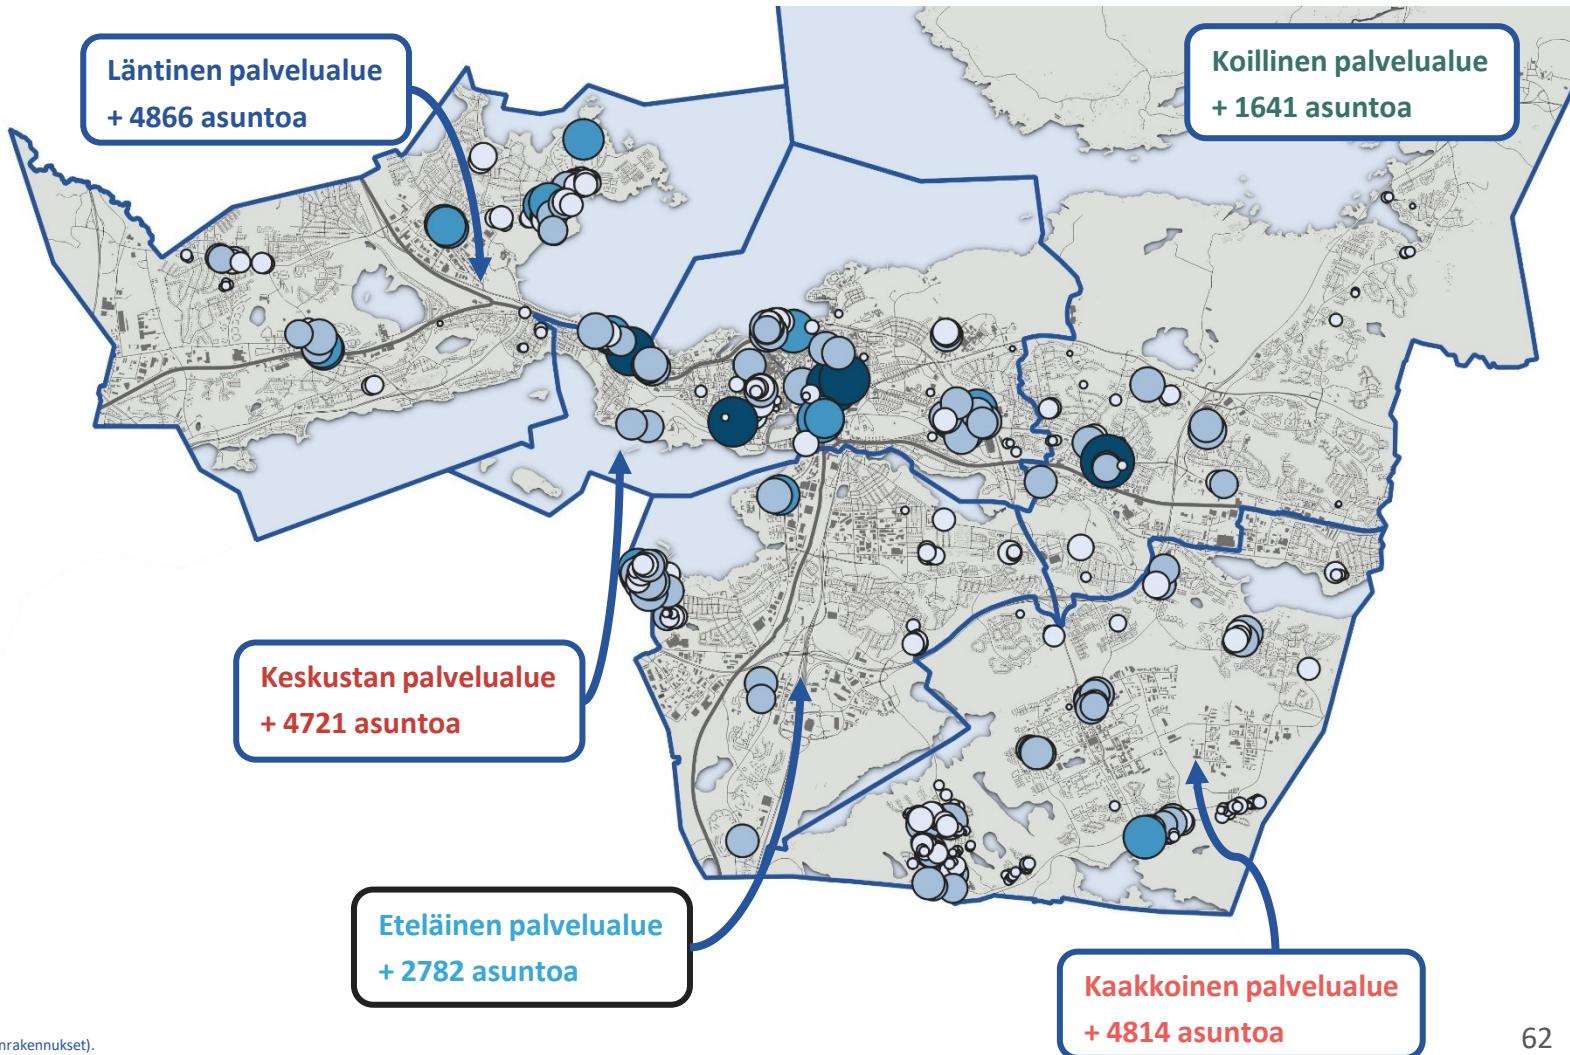 Läntinen palvelualue
+ 4866 asuntoa
Koillinen palvelualue
+ 1641 asuntoa
Keskustan palvelualue
+ 4721 asuntoa
Eteläinen palvelualue
+ 2782 asuntoa
Kaakkoinen palvelualue
+ 4814 asuntoa
nrakennukset).
62